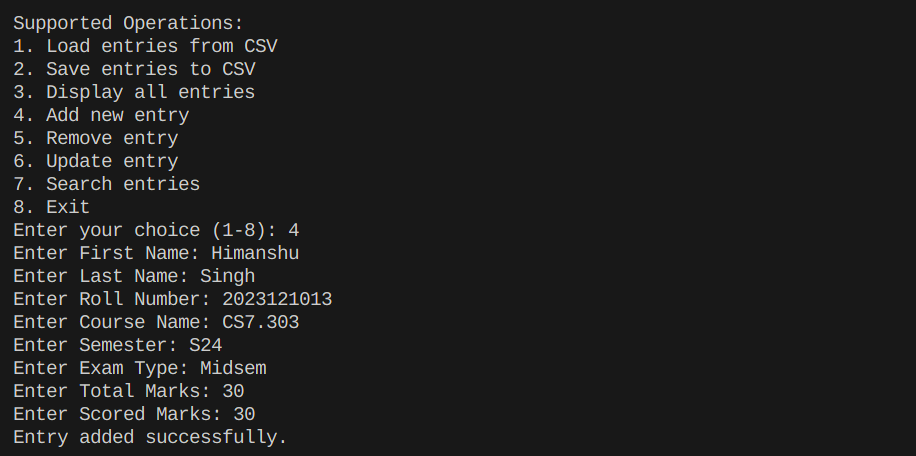 Supported Operations:
1. Load entries from CSV
2. Save entries to CSV
3. Display all entries
4. Add new entry
5. Remove entry
6. Update entry
7. Search entries
8. Exit
Enter your choice (1-8): 4
Enter First Name: Himanshu
Enter Last Name: Singh
Enter Roll Number: 2023121013
Enter Course Name: CS7.303
Enter Semester: S24
Enter Exam Type: Midsem
Enter Total Marks: 30
Enter Scored Marks: 30
Entry added successfully.